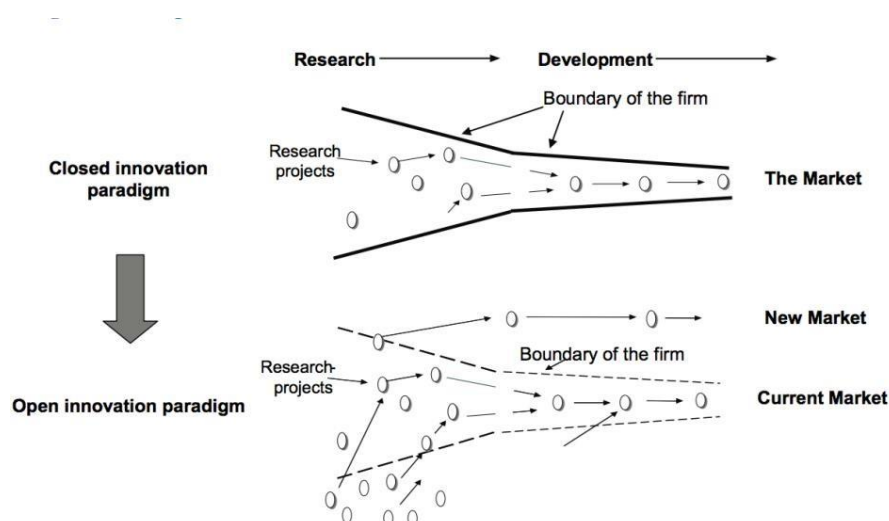 Research
Development
Boundary of the firm
Research
projects
Closed innovation
paradigm
The Market
New Market
Boundary of the firm
Research-
projects
Open innovation paradigm
Current Market